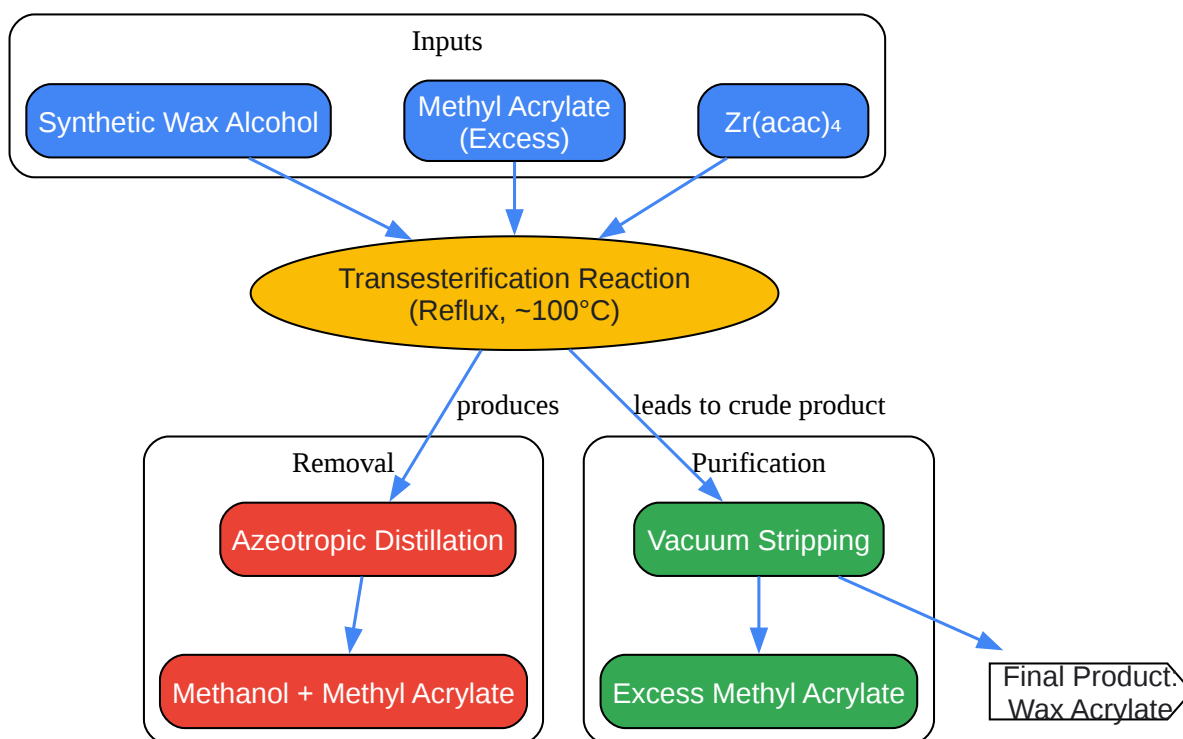 Inputs
Synthetic Wax Alcohol
Methyl Acrylate
(Excess)
Zr(acac)₄
Transesterification Reaction
(Reflux, ~100°C)
produces
leads to crude product
Removal
Purification
Azeotropic Distillation
Vacuum Stripping
Methanol + Methyl Acrylate
Excess Methyl Acrylate
Final Product:
Wax Acrylate